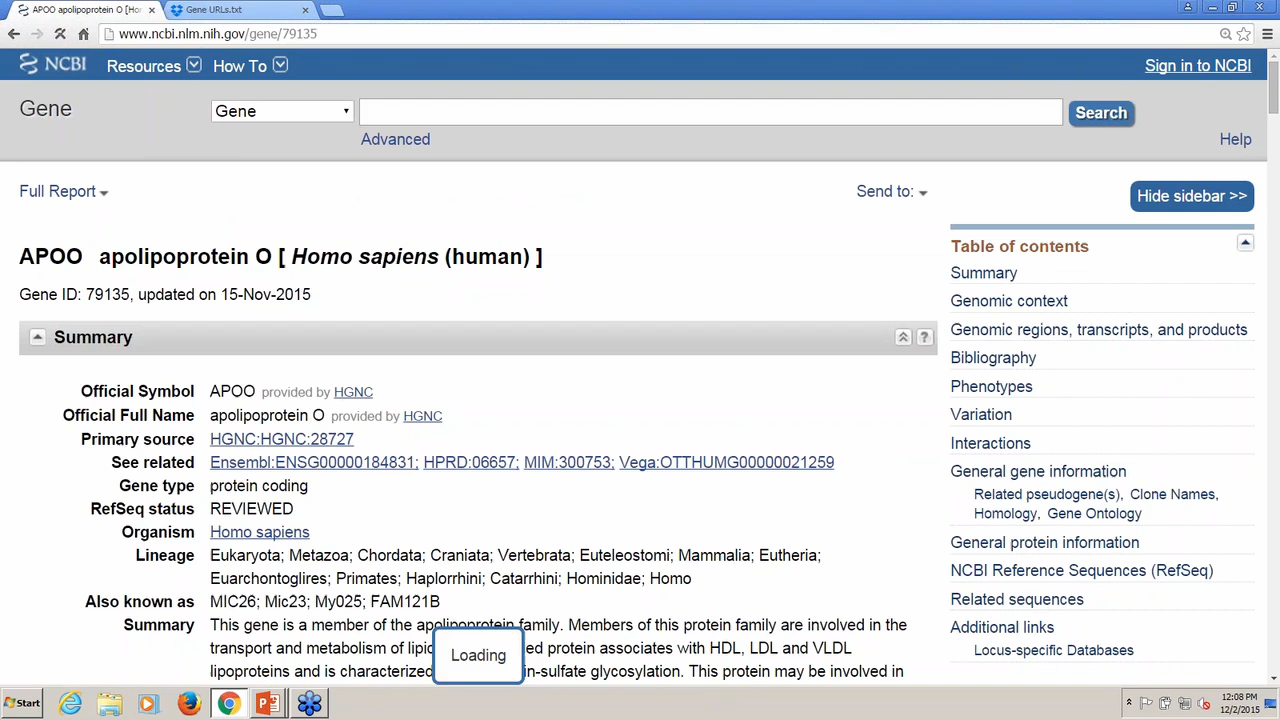 APOO apolipoprotein O [Hom
Gene URLs.txt
www.ncbi.nlm.nih.gov/gene/79135
NCBI Resources How To Sign in to NCBI
Gene Gene Search
Advanced Help
Full Report Send to: Hide sidebar >>
APOO apolipoprotein O [ Homo sapiens (human) ]
Gene ID: 79135, updated on 15-Nov-2015
Summary
Official Symbol APOO provided by HGNC
Official Full Name apolipoprotein O provided by HGNC
Primary source HGNC:HGNC:28727
See related Ensembl:ENSG00000184831; HPRD:06657; MIM:300753; Vega:OTTHUMG00000021259
Gene type protein coding
RefSeq status REVIEWED
Organism Homo sapiens
Lineage Eukaryota; Metazoa; Chordata; Craniata; Vertebrata; Euteleostomi; Mammalia; Eutheria;
Euarchontoglires; Primates; Haplorrhini; Catarrhini; Hominidae; Homo
Also known as MIC26; Mic23; My025; FAM121B
Summary This gene is a member of the apolipoprotein family. Members of this protein family are involved in the
transport and metabolism of protein associates with HDL, LDL and VLDL
lipoproteins and is characterized -sulfate glycosylation. This protein may be involved in
Loading
Table of contents
Summary
Genomic context
Genomic regions, transcripts, and products
Bibliography
Phenotypes
Variation
Interactions
General gene information
Related pseudogene(s), Clone Names,
Homology, Gene Ontology
General protein information
NCBI Reference Sequences (RefSeq)
Related sequences
Additional links
Locus-specific Databases
Start
12:08 PM
12/2/2015